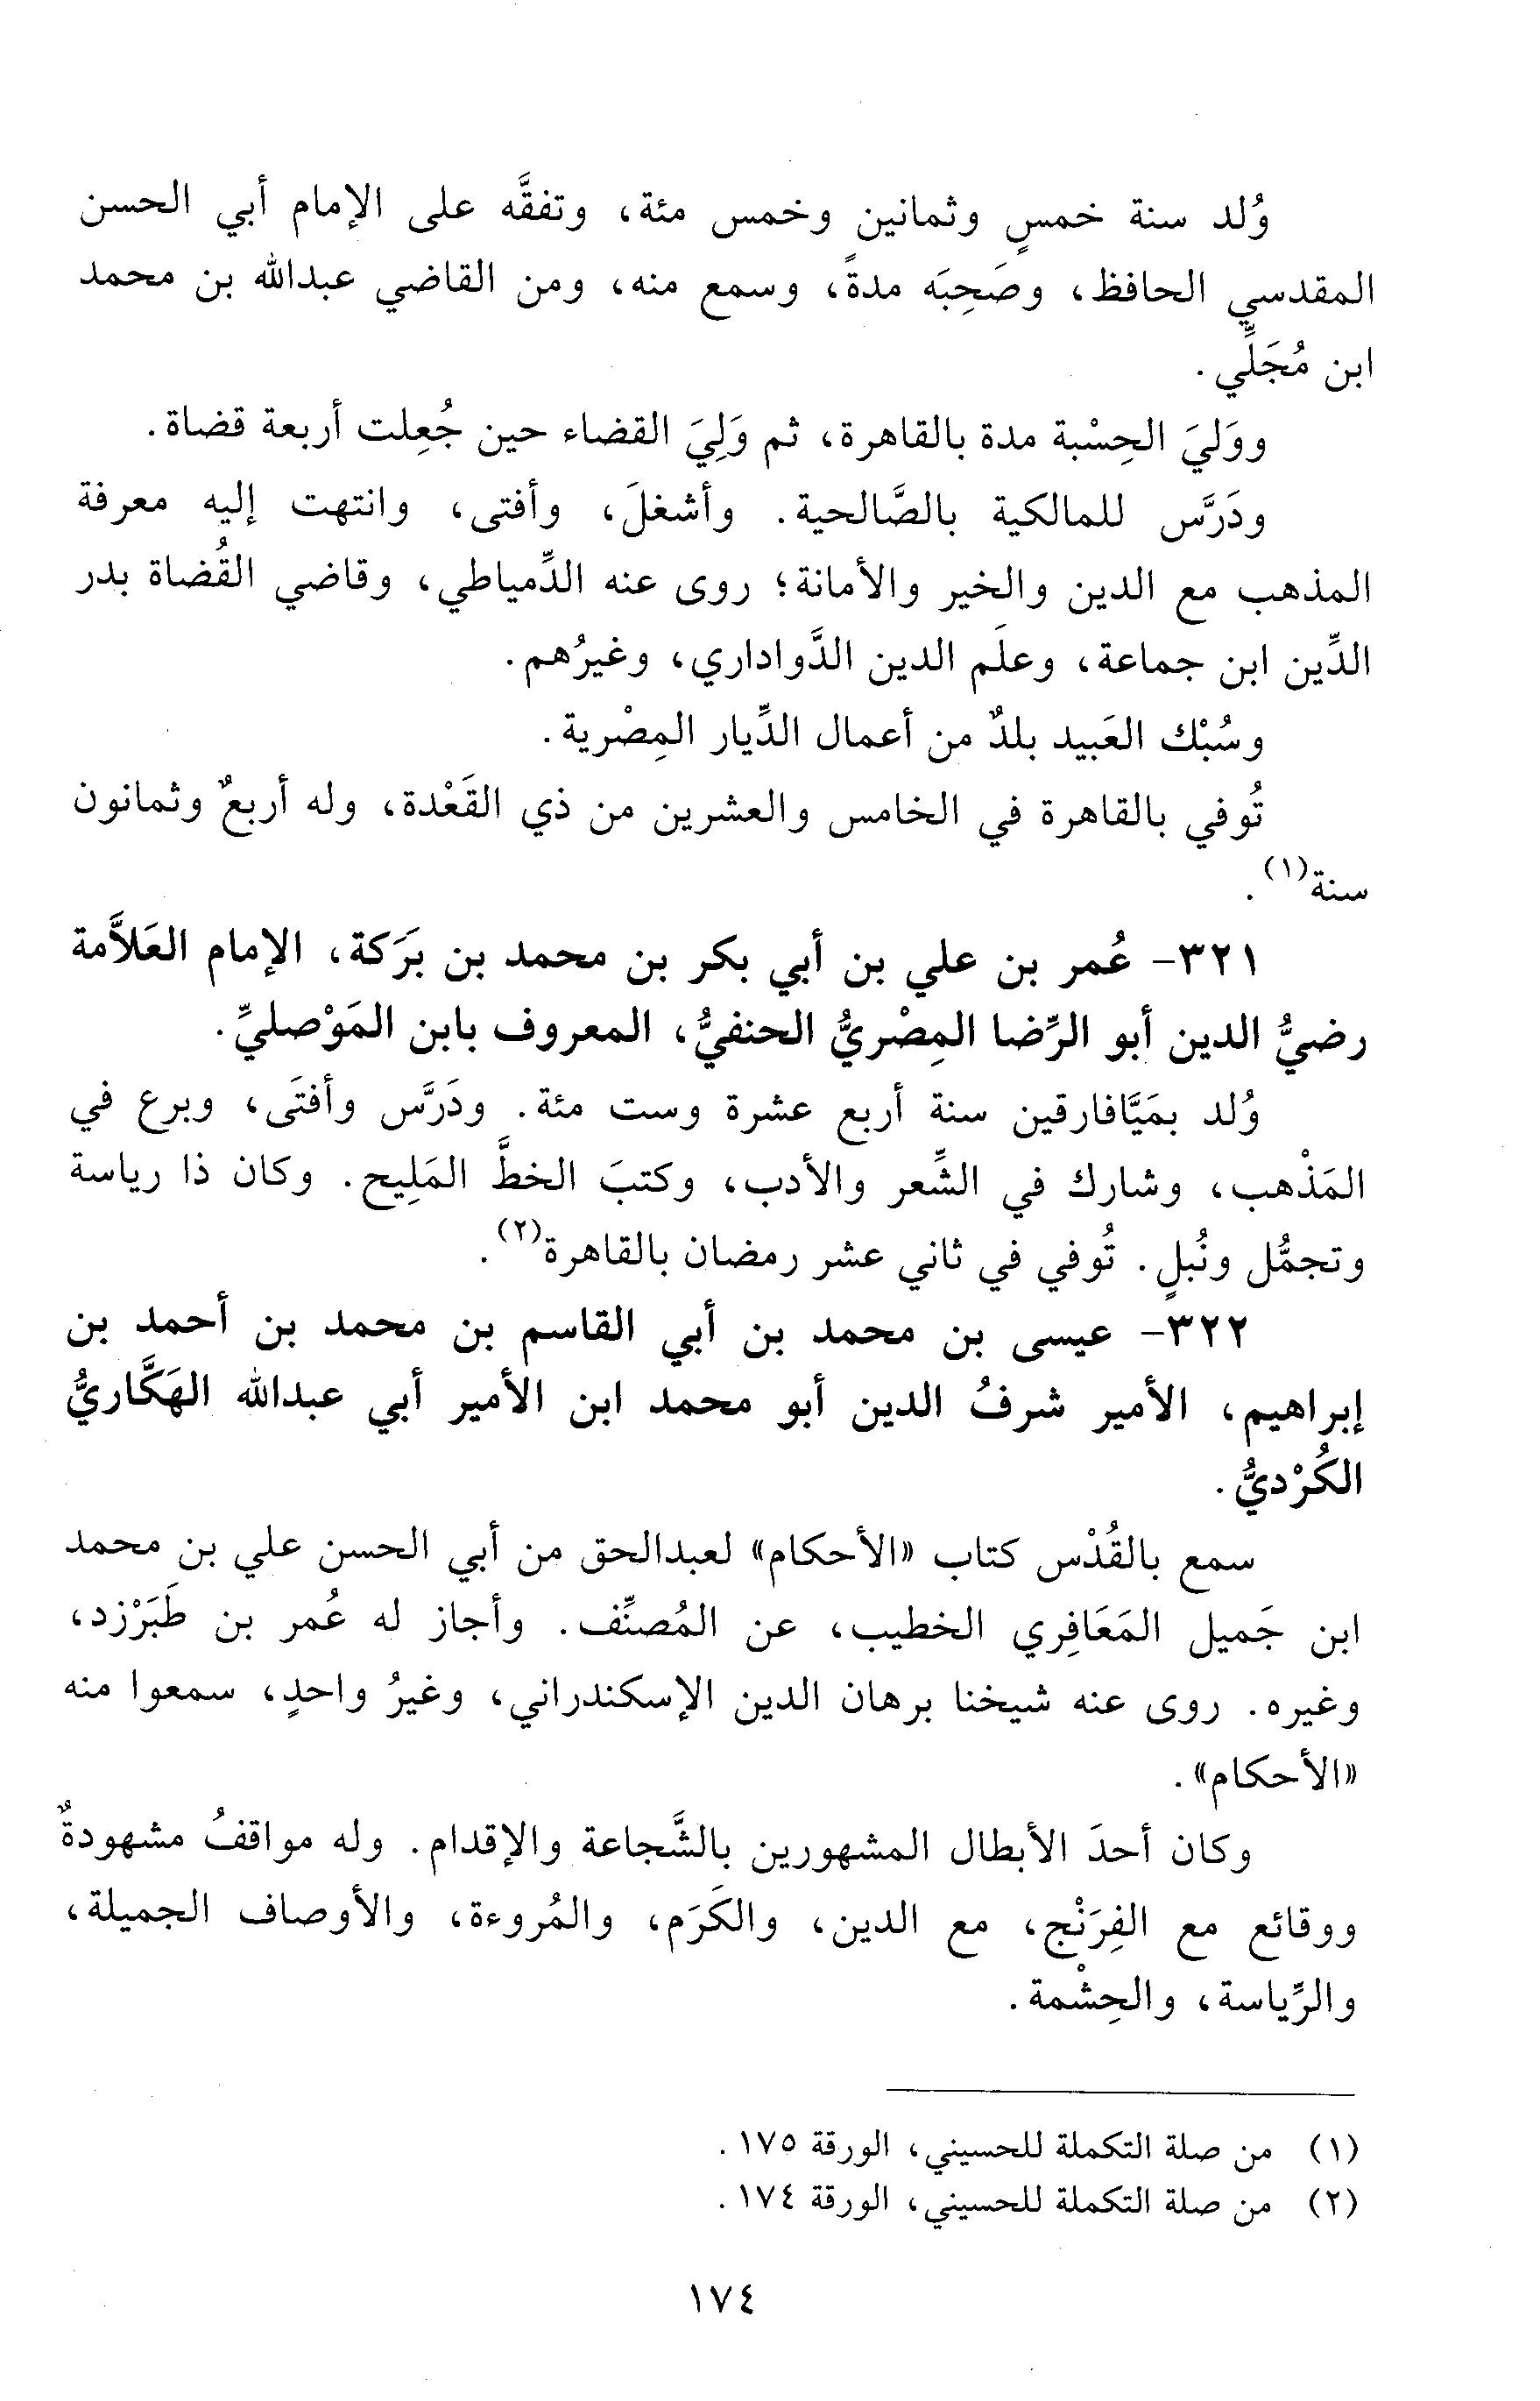 وُلد سنة خمسٍ وثمانين وخمس مئة، وتفقَّه على الإمام أبي الحسن
المقدسي الحافظ، وصَحِبَه مدةً، وسمع منه، ومن القاضي عبدالله بن محمد
ابن مُجَلِّي.
ووَليَ الحِسْبة مدة بالقاهرة، ثم وَلِيَ القضاء حين جُعِلت أربعة قضاة.
ودَرَّس للمالكية بالصَّالحية. وأشغلَ، وأفتى، وانتهت إليه معرفة
المذهب مع الدين والخير والأمانة؛ روى عنه الدِّمياطي، وقاضي القُضاة بدر
الدِّين ابن جماعة، وعلَم الدين الدَّواداري، وغيرُهم.
وسُبْك العَبيد بلدٌ من أعمال الدِّيار المِصْرية.
تُوفي بالقاهرة في الخامس والعشرين من ذي القَعْدة، وله أربعٌ وثمانون
سنة(١).
٣٢١- عُمر بن علي بن أبي بكر بن محمد بن بَرَكة، الإمام العَلاَّمة
رضيُّ الدين أبو الرِّضا المِصْريُّ الحنفيُّ، المعروف بابن المَوْصليِّ.
وُلد بمَيَّافارقين سنة أربع عشرة وست مئة. ودَرَّس وأفتَى، وبرع في
المَذْهب، وشارك في الشِّعر والأدب، وكتبَ الخطَّ المَلِيح. وكان ذا رياسة
وتجمُّل ونُبلٍ. تُوفي في ثاني عشر رمضان بالقاهرة(٢).
٣٢٢- عيسى بن محمد بن أبي القاسم بن محمد بن أحمد بن
إبراهيم، الأمير شرفُ الدين أبو محمد ابن الأمير أبي عبدالله الهَكَّاريُّ
الكُرْديُّ.
سمع بالقُدْس كتاب «الأحكام» لعبدالحق من أبي الحسن علي بن محمد
ابن جَميل المَعَافِري الخطيب، عن المُصنِّف. وأجاز له عُمر بن طَبَرْزد،
وغيره. روى عنه شيخنا برهان الدين الإسكندراني، وغيرُ واحدٍ، سمعوا منه
«الأحكام».
وكان أحدَ الأبطال المشهورين بالشَّجاعة والإقدام. وله مواقفُ مشهودةٌ
ووقائع مع الفِرَنْج، مع الدين، والكَرَم، والمُروءة، والأوصاف الجميلة،
والرِّياسة، والحِشْمة.
(١) من صلة التكملة للحسيني، الورقة ١٧٥.
(٢) من صلة التكملة للحسيني، الورقة ١٧٤.
١٧٤